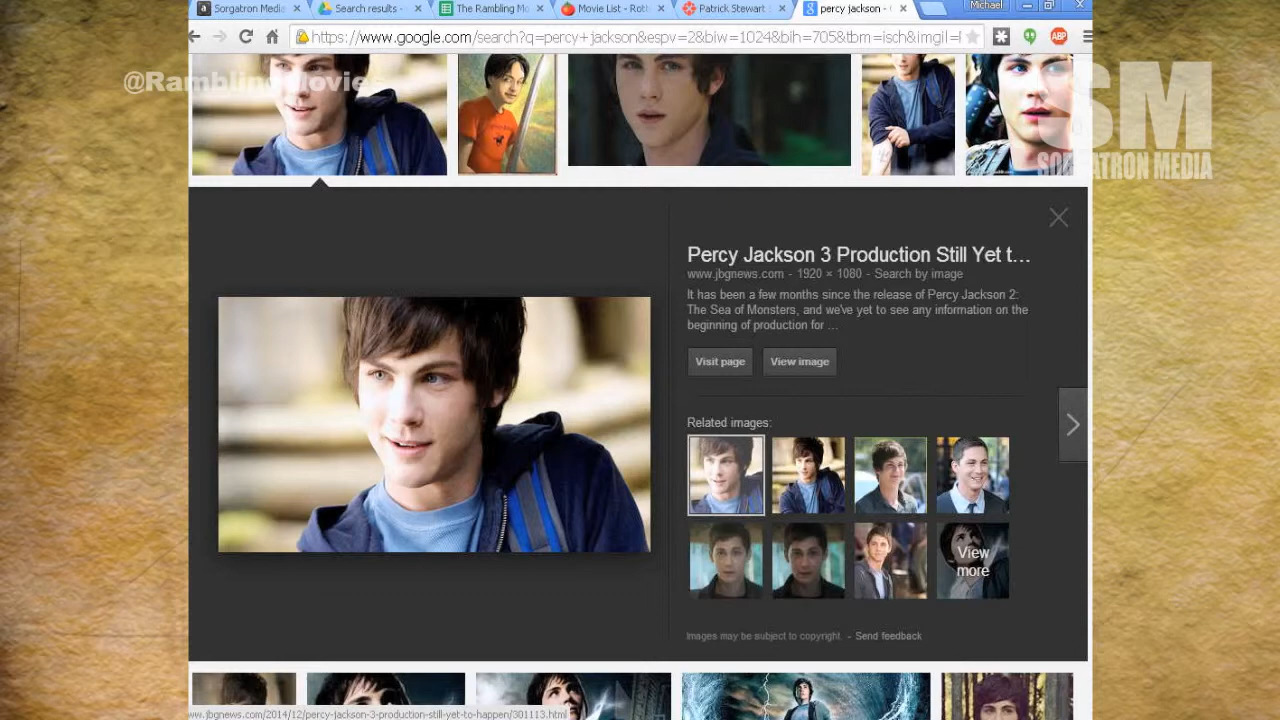 Sorgatron Media
Search results -
The Rambling Mo
Movie List - Rott
Patrick Stewart
percy jackson -
Michael
https://www.google.com/search?q=percy+jackson&espv=2&biw=1024&bih=705&tbm=isch&imgil=
ABP
@RamblingMovies
SM
SORGATRON MEDIA
Percy Jackson 3 Production Still Yet t...
www.jbgnews.com - 1920 × 1080 - Search by image
It has been a few months since the release of Percy Jackson 2:
The Sea of Monsters, and we've yet to see any information on the
beginning of production for ...
Visit page
View image
Related images:
View
more
Images may be subject to copyright. - Send feedback
www.jbgnews.com/2014/12/percy-jackson-3-production-still-yet-to-happen/301113.html